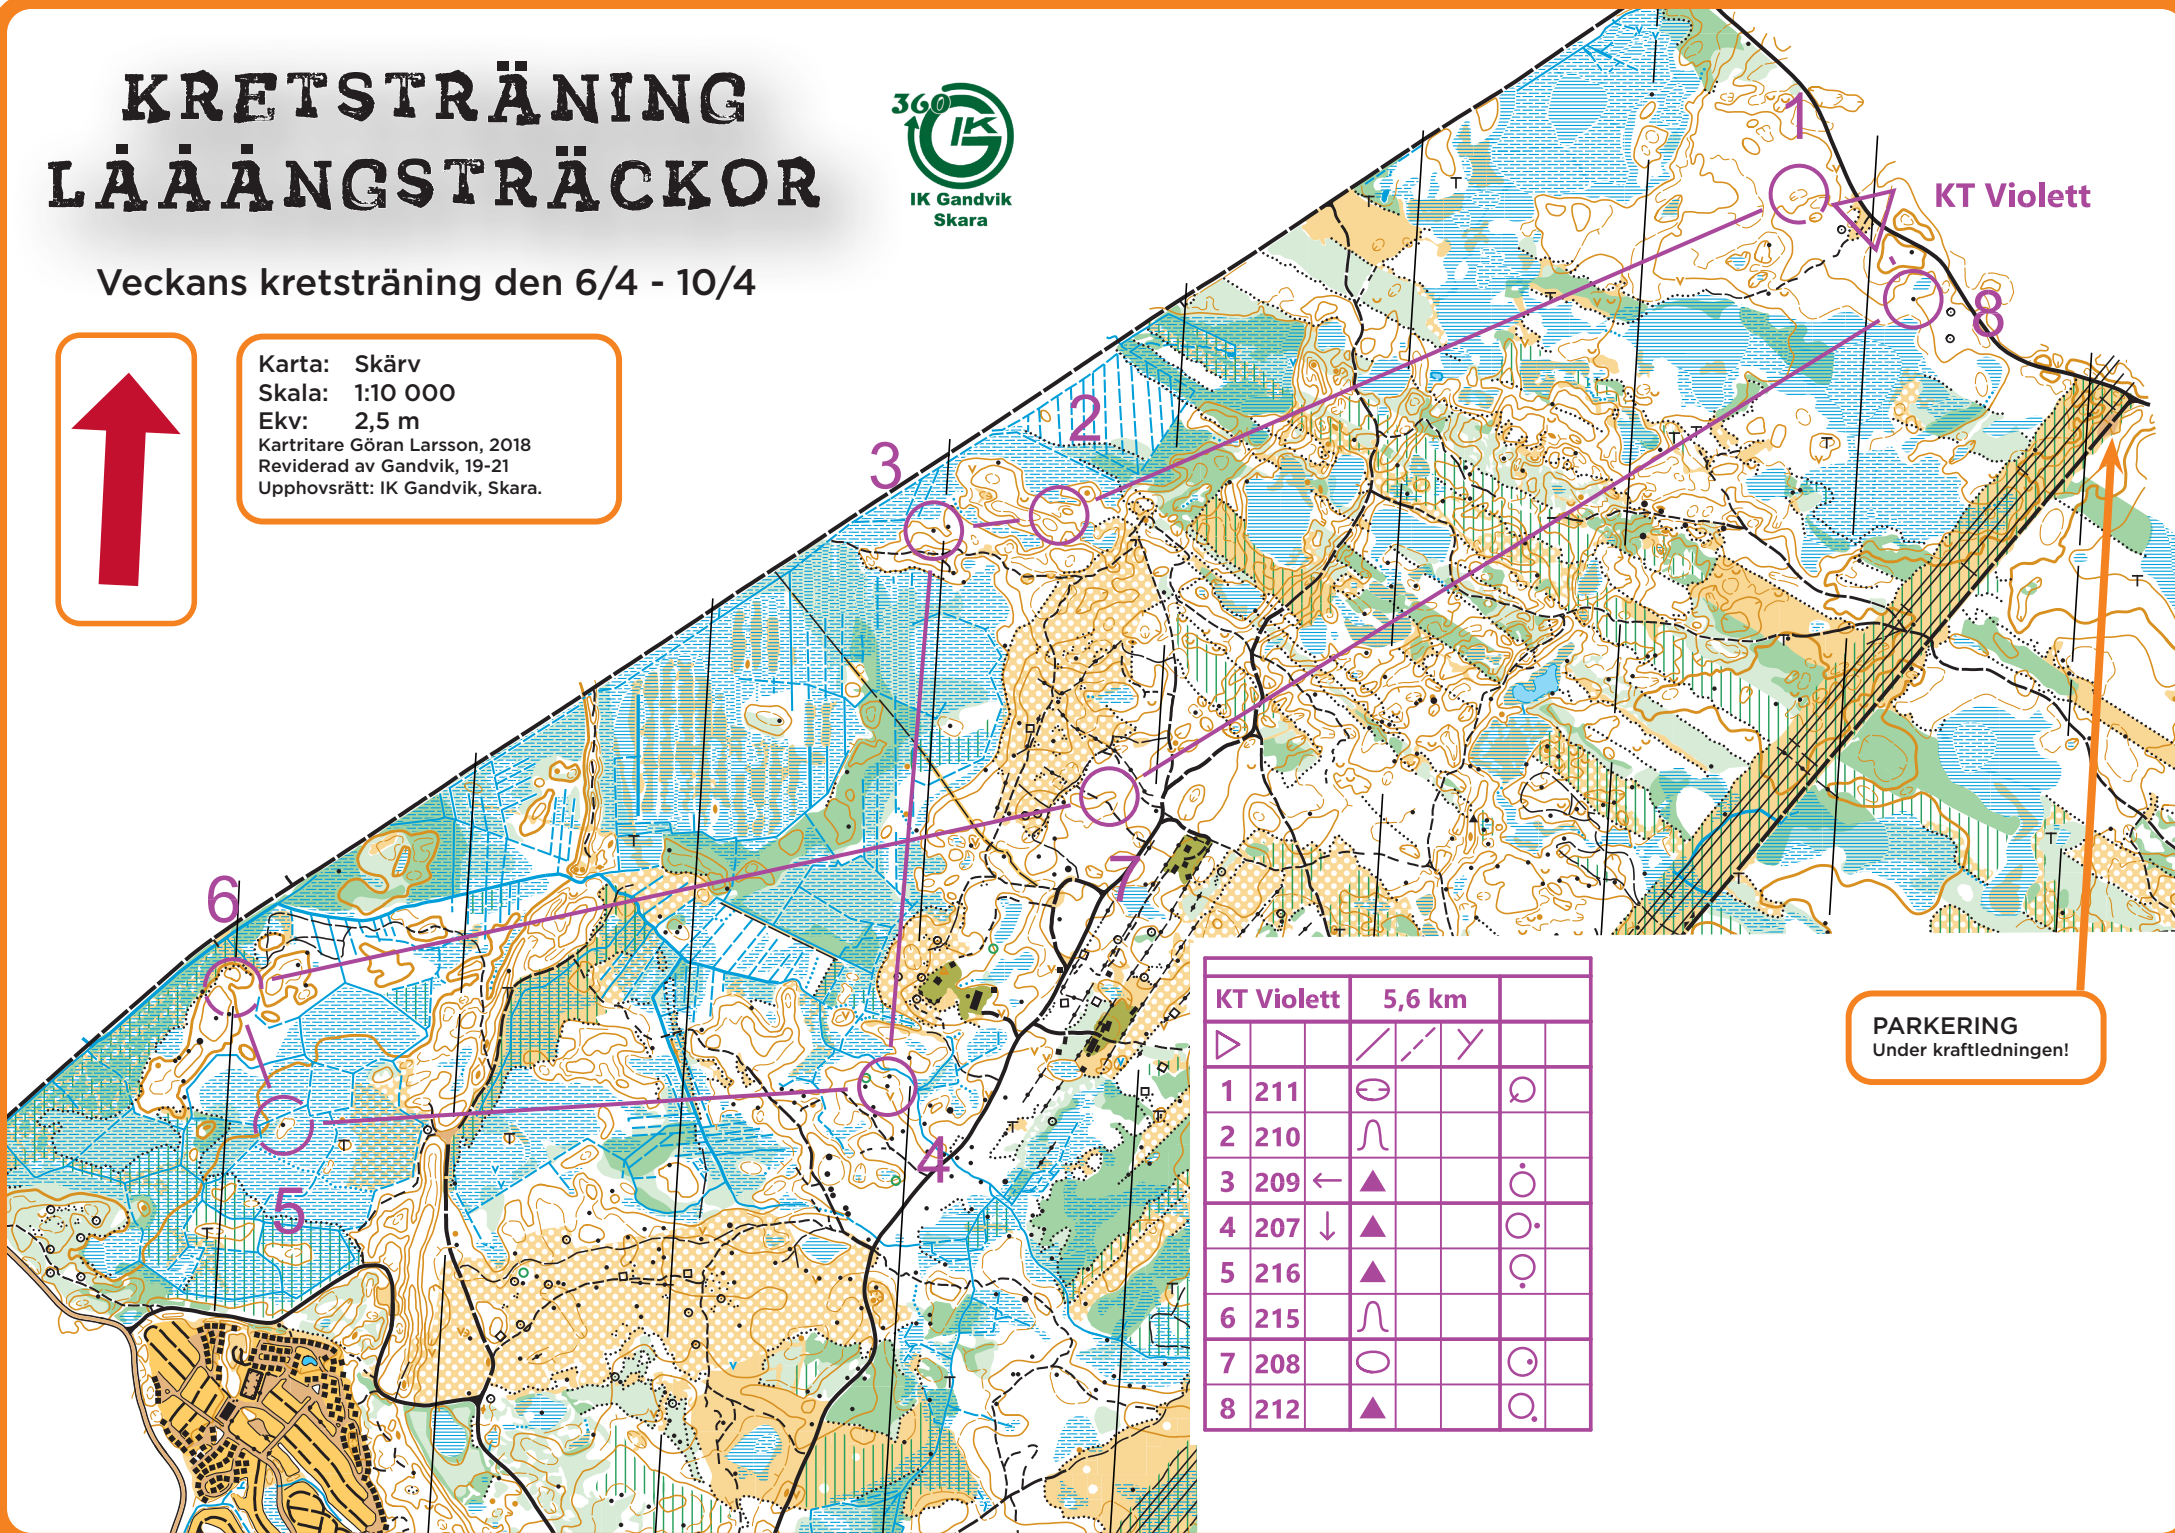 KRETSTRÄNING
LÅÅÅNGSTRÄCKOR
Veckans kretsträning den 6/4 - 10/4
360
IK
G
IK Gandvik
Skara
Karta: Skärv
Skala: 1:10 000
Ekv: 2,5 m
Kartritare Göran Larsson, 2018
Reviderad av Gandvik, 19-21
Upphovsrätt: IK Gandvik, Skara.
1
KT Violett
8
2
3
7
6
4
5
PARKERING
Under kraftledningen!
KT Violett 5,6 km
1 211
2 210
3 209
4 207
5 216
6 215
7 208
8 212